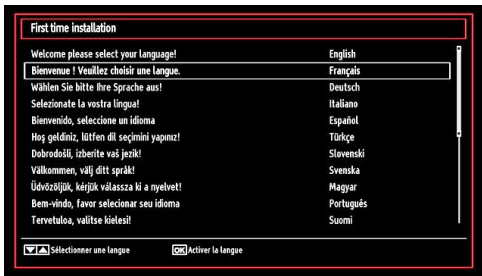 First time installation
Welcome please select your language! English
Bienvenue ! Veuillez choisir une langue. Français
Wählen Sie bitte Ihre Sprache aus! Deutsch
Selezionate la vostra lingua! Italiano
Bienvenido, seleccione un idioma Español
Hoş geldiniz, lütfen dil seçimini yapınız! Türkçe
Dobrodošli, izberite vaš jezik! Slovenski
Välkommen, välj ditt språk! Svenska
Üdvözöljük, kérjük válassza ki a nyelvet! Magyar
Bem-vindo, favor selecionar seu idioma Português
Tervetuloa, valitse kielesi! Suomi
Sélectionner une langue OK Activer la langue